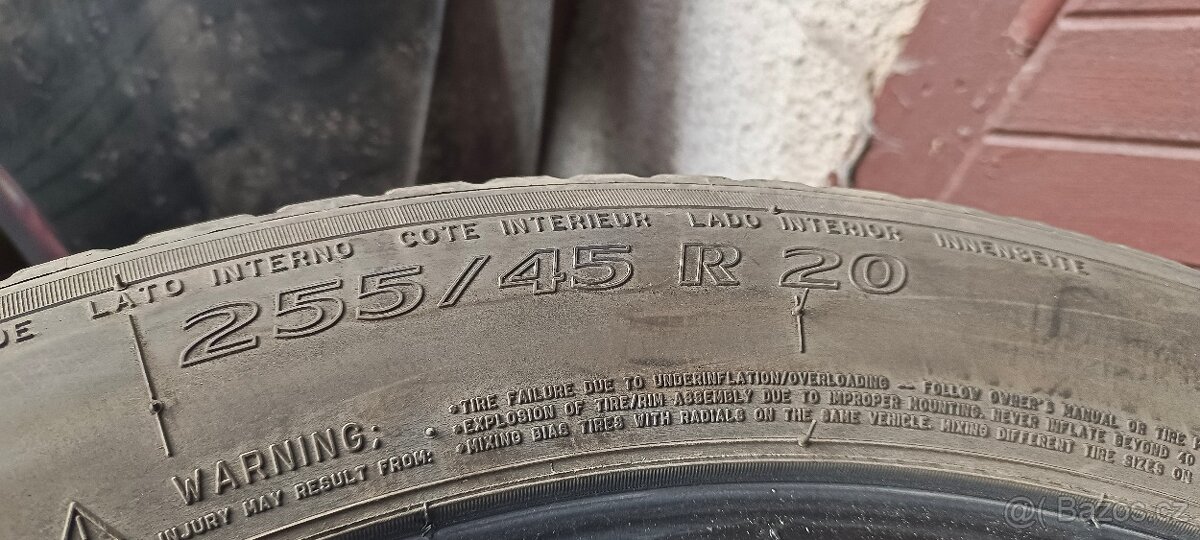 DE LATO INTERNO COTE INTERIEUR LADO INTERIOR INNENSEITE
255/45 R 20
WARNING:
INJURY MAY RESULT FROM:
•TIRE FAILURE DUE TO UNDERINFLATION/OVERLOADING – FOLLOW OWNER'S MANUAL OR TIRE
•EXPLOSION OF TIRE/RIM ASSEMBLY DUE TO IMPROPER MOUNTING. NEVER INFLATE BEYOND 40
•MIXING BIAS TIRES WITH RADIALS ON THE SAME VEHICLE. MIXING DIFFERENT TIRE SIZES ON
@ Bazos.cz